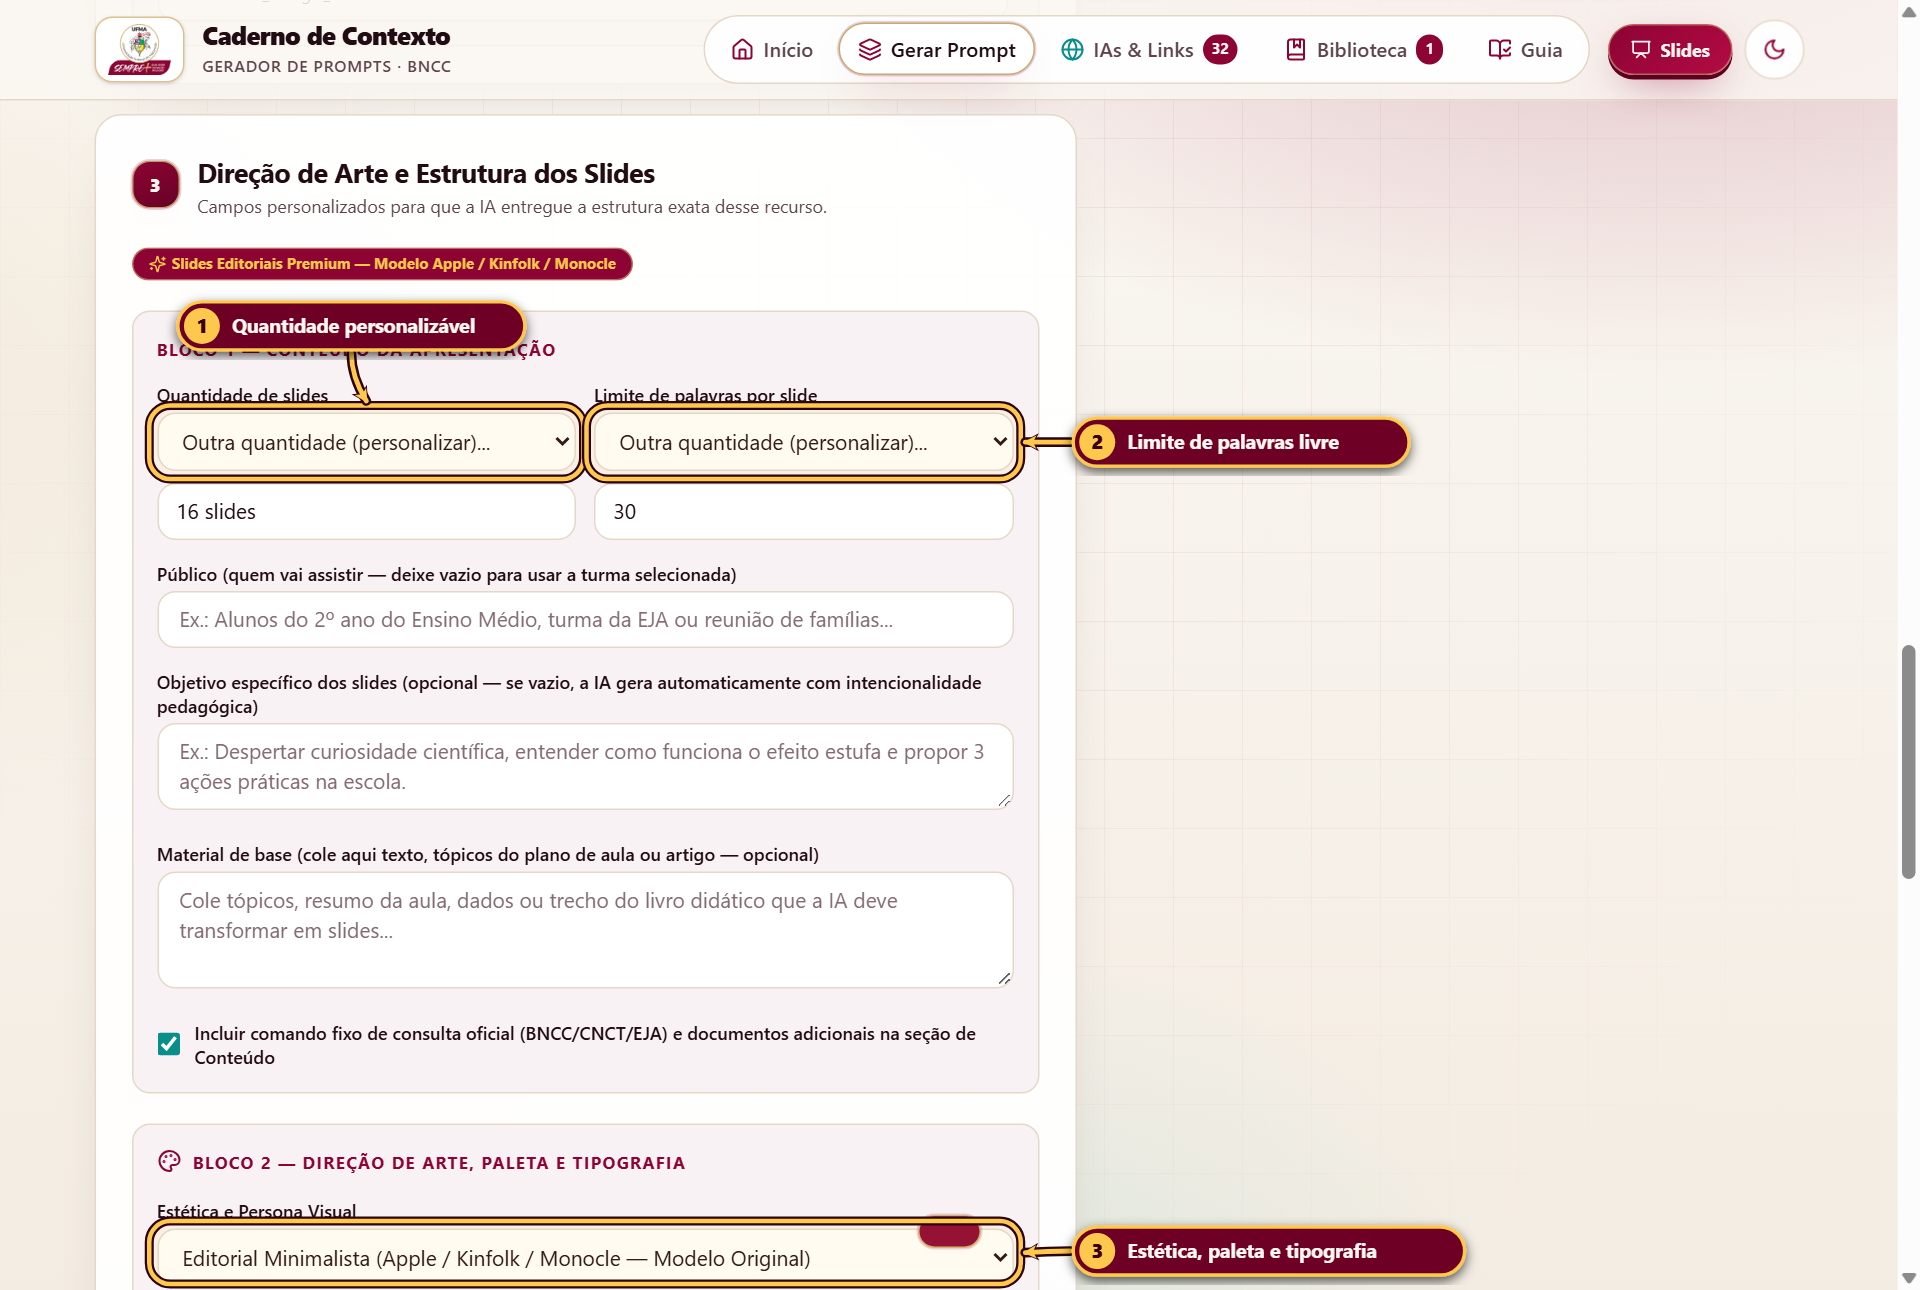 UFMA
SEMPRE+
Caderno de Contexto
GERADOR DE PROMPTS · BNCC
Início
Gerar Prompt
IAs & Links 32
Biblioteca 1
Guia
Slides
3
Direção de Arte e Estrutura dos Slides
Campos personalizados para que a IA entregue a estrutura exata desse recurso.
Slides Editoriais Premium — Modelo Apple / Kinfolk / Monocle
1 Quantidade personalizável
BLOCO 1 — CONTEÚDO DA APRESENTAÇÃO
Quantidade de slides
Limite de palavras por slide
Outra quantidade (personalizar)...
Outra quantidade (personalizar)...
2 Limite de palavras livre
16 slides
30
Público (quem vai assistir — deixe vazio para usar a turma selecionada)
Ex.: Alunos do 2º ano do Ensino Médio, turma da EJA ou reunião de famílias...
Objetivo específico dos slides (opcional — se vazio, a IA gera automaticamente com intencionalidade
pedagógica)
Ex.: Despertar curiosidade científica, entender como funciona o efeito estufa e propor 3
ações práticas na escola.
Material de base (cole aqui texto, tópicos do plano de aula ou artigo — opcional)
Cole tópicos, resumo da aula, dados ou trecho do livro didático que a IA deve
transformar em slides...
Incluir comando fixo de consulta oficial (BNCC/CNCT/EJA) e documentos adicionais na seção de
Conteúdo
BLOCO 2 — DIREÇÃO DE ARTE, PALETA E TIPOGRAFIA
Estética e Persona Visual
Editorial Minimalista (Apple / Kinfolk / Monocle — Modelo Original)
3 Estética, paleta e tipografia